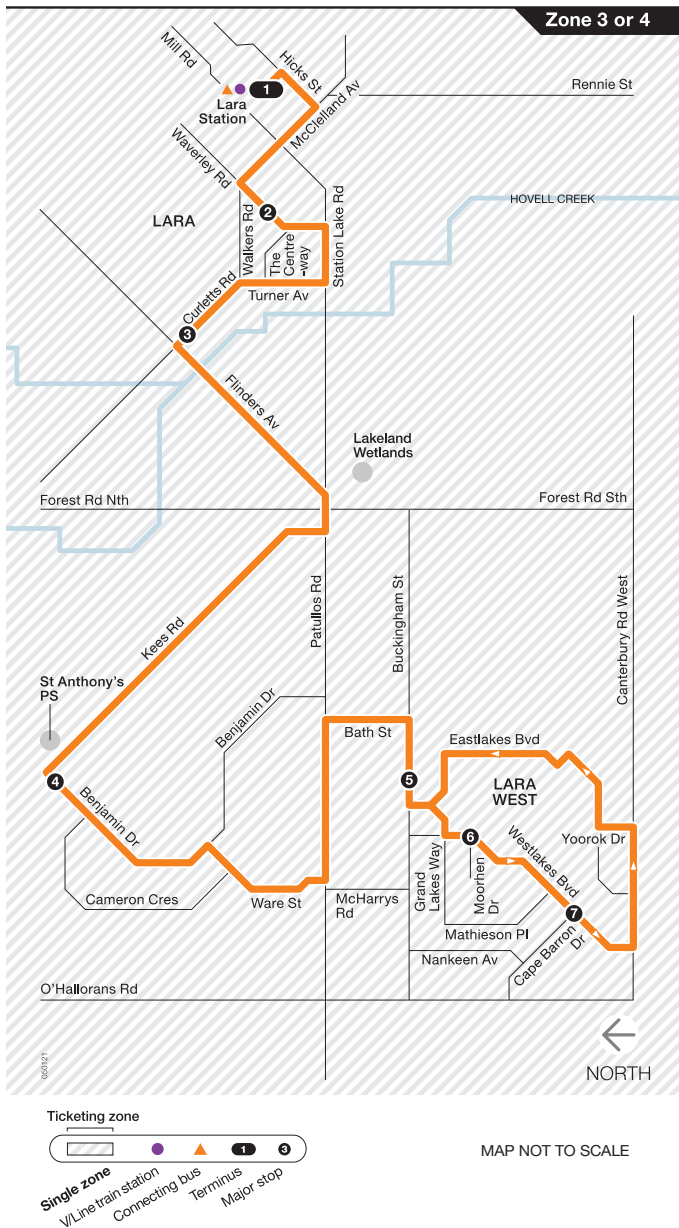 Zone 3 or 4
Mill Rd
Hicks St
Rennie St
1
Lara
Station
McClelland Av
Waverley Rd
HOVELL CREEK
2
LARA
Walkers Rd
The
Centre
-way
Station Lake Rd
Curletts Rd
Turner Av
3
Flinders Av
Lakeland
Wetlands
Forest Rd Nth
Forest Rd Sth
Kees Rd
Patullos Rd
Buckingham St
Canterbury Rd West
St Anthony's
PS
Benjamin Dr
Bath St
Eastlakes Bvd
4
5
LARA
WEST
Benjamin Dr
6
Westlakes Bvd
Yoorok Dr
Cameron Cres
Ware St
McHarrys
Rd
Grand
Lakes Way
Moorhen
Dr
7
Mathieson Pl
Cape Barron
Dr
Nankeen Av
O'Hallorans Rd
050121
NORTH
Ticketing zone
1
3
MAP NOT TO SCALE
Single zone
V/Line train station
Connecting bus
Terminus
Major stop